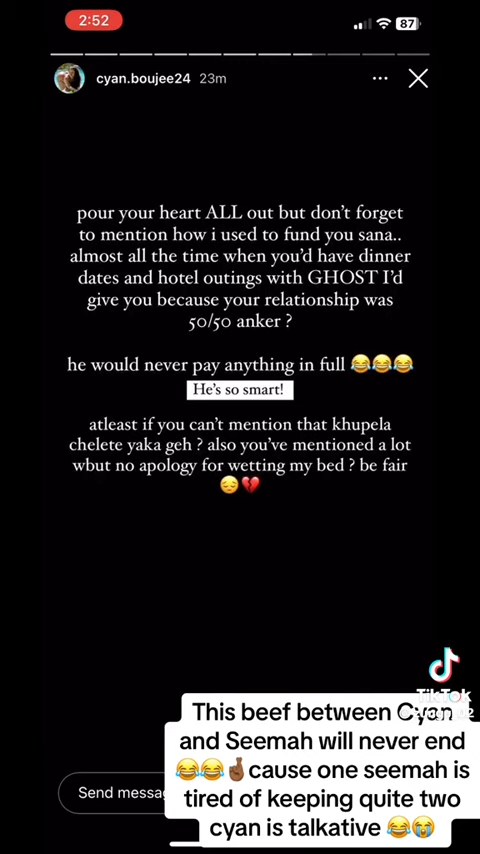 2:52
87
cyan.boujee24 23m
pour your heart ALL out but don't forget
to mention how i used to fund you sana..
almost all the time when you'd have dinner
dates and hotel outings with GHOST I'd
give you because your relationship was
50/50 anker ?
he would never pay anything in full 😂😂😂
He's so smart!
atleast if you can't mention that khupela
chelete yaka geh ? also you've mentioned a lot
wbut no apology for wetting my bed ? be fair
😔💔
TikTok
This beef between Cyan
and Seemah will never end
😂😂🤞🏾cause one seemah is
tired of keeping quite two
cyan is talkative 😂😭
Send messag